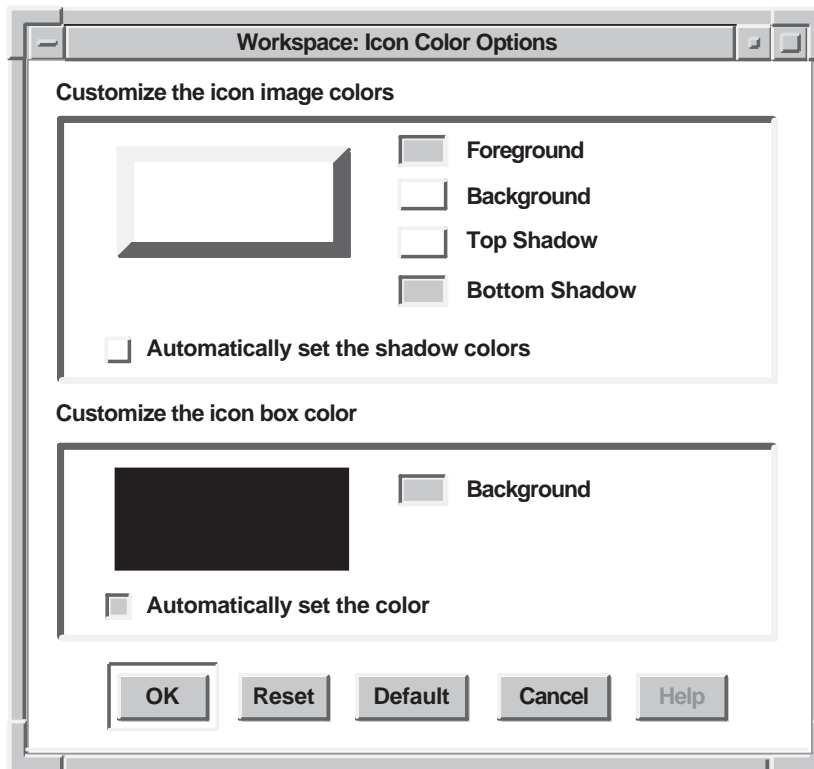 Workspace: Icon Color Options
Customize the icon image colors
Foreground
Background
Top Shadow
Bottom Shadow
Automatically set the shadow colors
Customize the icon box color
Background
Automatically set the color
OK Reset Default Cancel Help